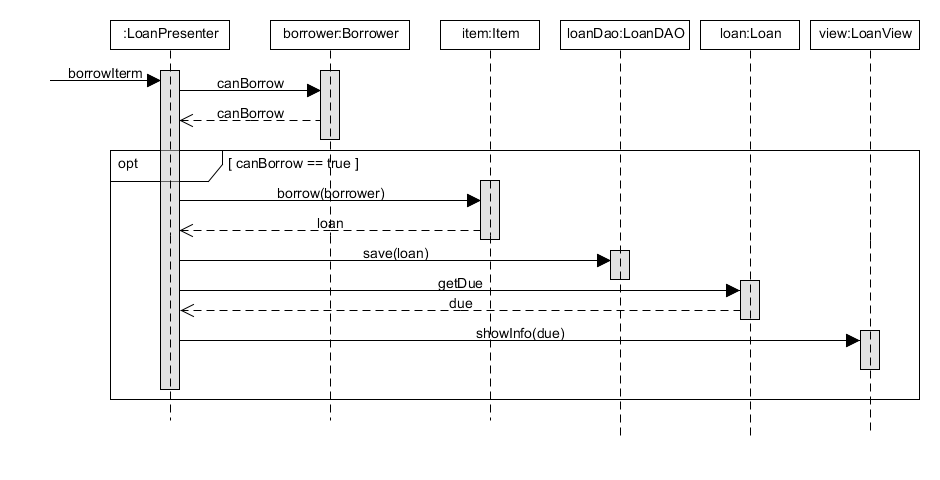 :LoanPresenter
borrower:Borrower
item:Item
loanDao:LoanDAO
loan:Loan
view:LoanView
borrowIterm
canBorrow
canBorrow
opt
[ canBorrow == true ]
borrow(borrower)
loan
save(loan)
getDue
due
showInfo(due)